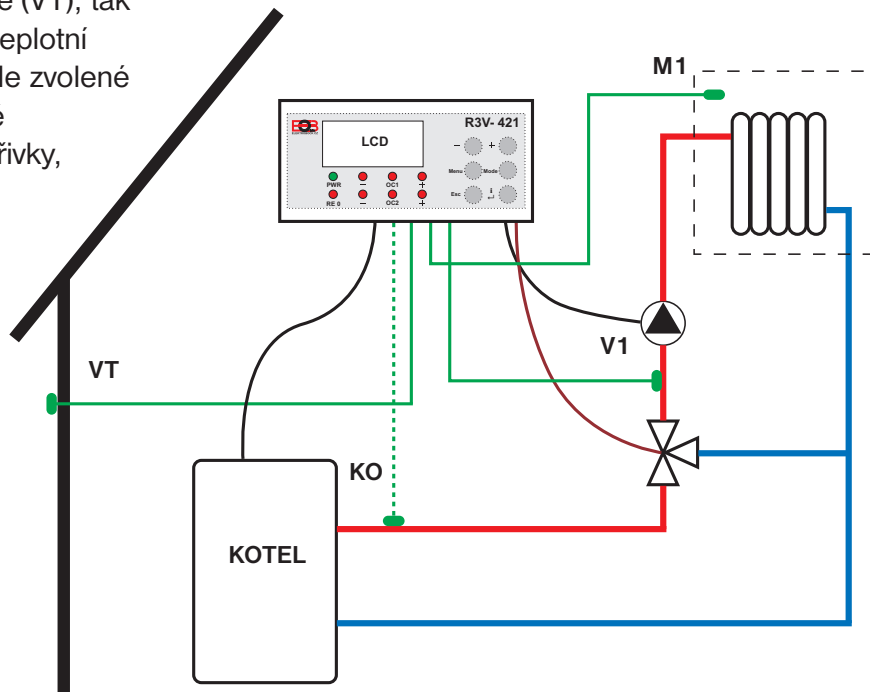 é (VT), tak
eplotní
le zvolené
é
řivky,
M1
R3V- 421
LCD
- +
Menu Mode
Esc i
PWR - OC1 +
RE 0 - OC2 +
V1
VT
KO
KOTEL